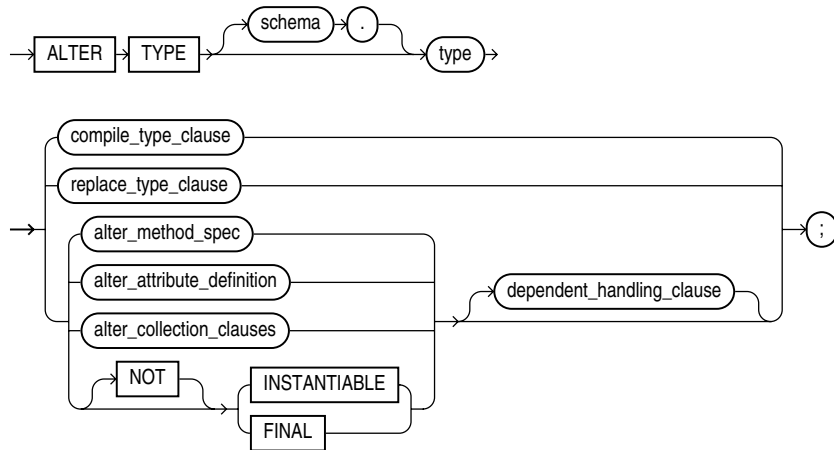 schema .
ALTER TYPE type
compile_type_clause
replace_type_clause
alter_method_spec ;
alter_attribute_definition dependent_handling_clause
alter_collection_clauses
NOT INSTANTIABLE
FINAL